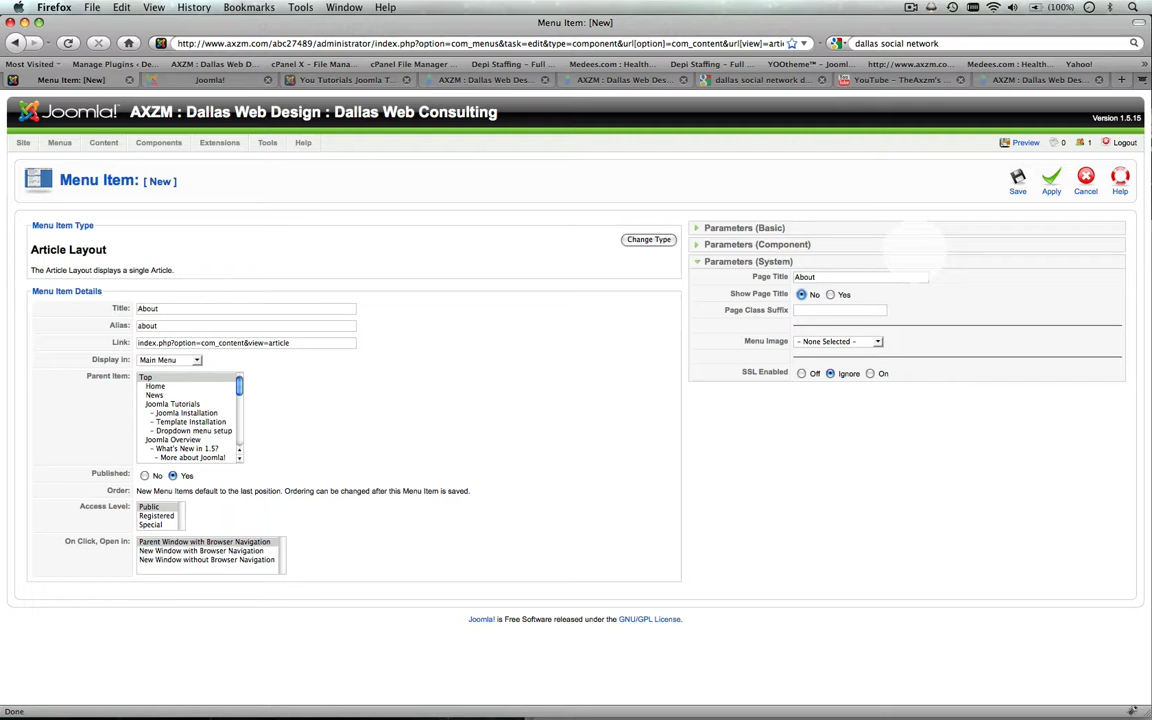 Firefox File Edit View History Bookmarks Tools Window Help (100%)
Menu Item: [New]
http://www.axzm.com/abc27489/administrator/index.php?option=com_menus&task=edit&type=component&url[option]=com_content&url[view]=arti dallas social network
Most Visited Manage Plugins ‹ De... AXZM : Dallas Web D... cPanel X - File Manager... cPanel File Manager ... Depi Staffing – Full ... Medees.com : Health... Depi Staffing – Full ... YOOtheme – Jooml... http://www.axzm.com/... Medees.com : Health... Yahoo!
Menu Item: [New] Joomla! You Tutorials Joomla T... AXZM : Dallas Web Des... AXZM : Dallas Web Des... dallas social network d... YouTube - TheAxzm's ... AXZM : Dallas Web Des...
Joomla! AXZM : Dallas Web Design : Dallas Web Consulting
Version 1.5.15
Site Menus Content Components Extensions Tools Help Preview 0 1 Logout
Menu Item: [ New ]
Save Apply Cancel Help
Menu Item Type
Article Layout
Change Type
The Article Layout displays a single Article.
Menu Item Details
Title: About
Alias: about
Link: index.php?option=com_content&view=article
Display in: Main Menu
Parent Item: Top
Home
News
Joomla Tutorials
- Joomla Installation
- Template Installation
- Dropdown menu setup
Joomla Overview
- What's New in 1.5?
- More about Joomla!
Published: No Yes
Order: New Menu Items default to the last position. Ordering can be changed after this Menu Item is saved.
Access Level: Public
Registered
Special
On Click, Open in: Parent Window with Browser Navigation
New Window with Browser Navigation
New Window without Browser Navigation
Parameters (Basic)
Parameters (Component)
Parameters (System)
Page Title About
Show Page Title No Yes
Page Class Suffix
Menu Image - None Selected -
SSL Enabled Off Ignore On
Joomla! is Free Software released under the GNU/GPL License.
Done